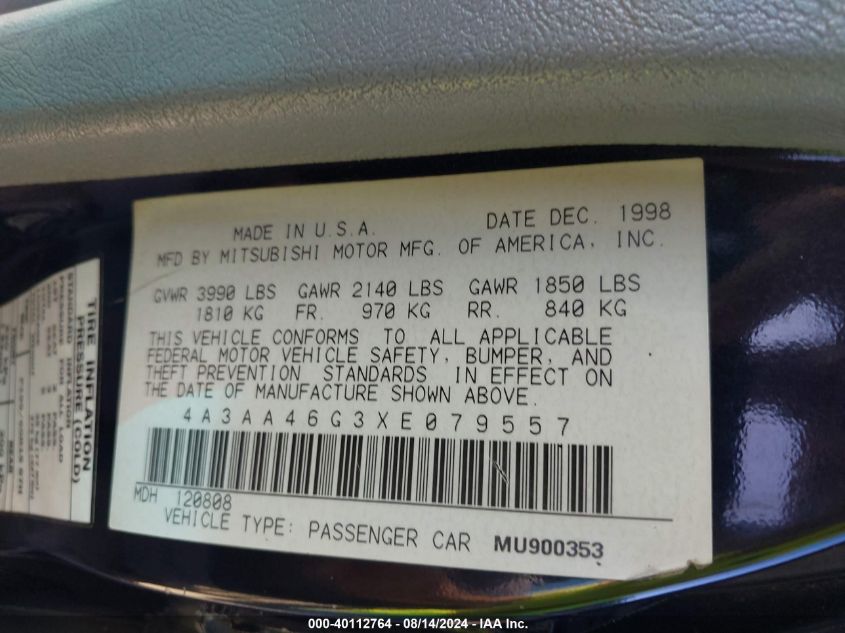 MADE IN U.S.A. DATE DEC. 1998
MFD BY MITSUBISHI MOTOR MFG. OF AMERICA, INC.
GVWR 3990 LBS GAWR 2140 LBS GAWR 1850 LBS
1810 KG FR. 970 KG RR. 840 KG
THIS VEHICLE CONFORMS TO ALL APPLICABLE
FEDERAL MOTOR VEHICLE SAFETY, BUMPER, AND
THEFT PREVENTION STANDARDS IN EFFECT ON
THE DATE OF MANUFACTURE SHOWN ABOVE.
4A3AA46G3XE079557
MDH 120808
VEHICLE TYPE: PASSENGER CAR MU900353
TIRE INFLATION
PRESSURE (COLD)
STANDARD INFLATION
000-40112764 - 08/14/2024 - IAA Inc.